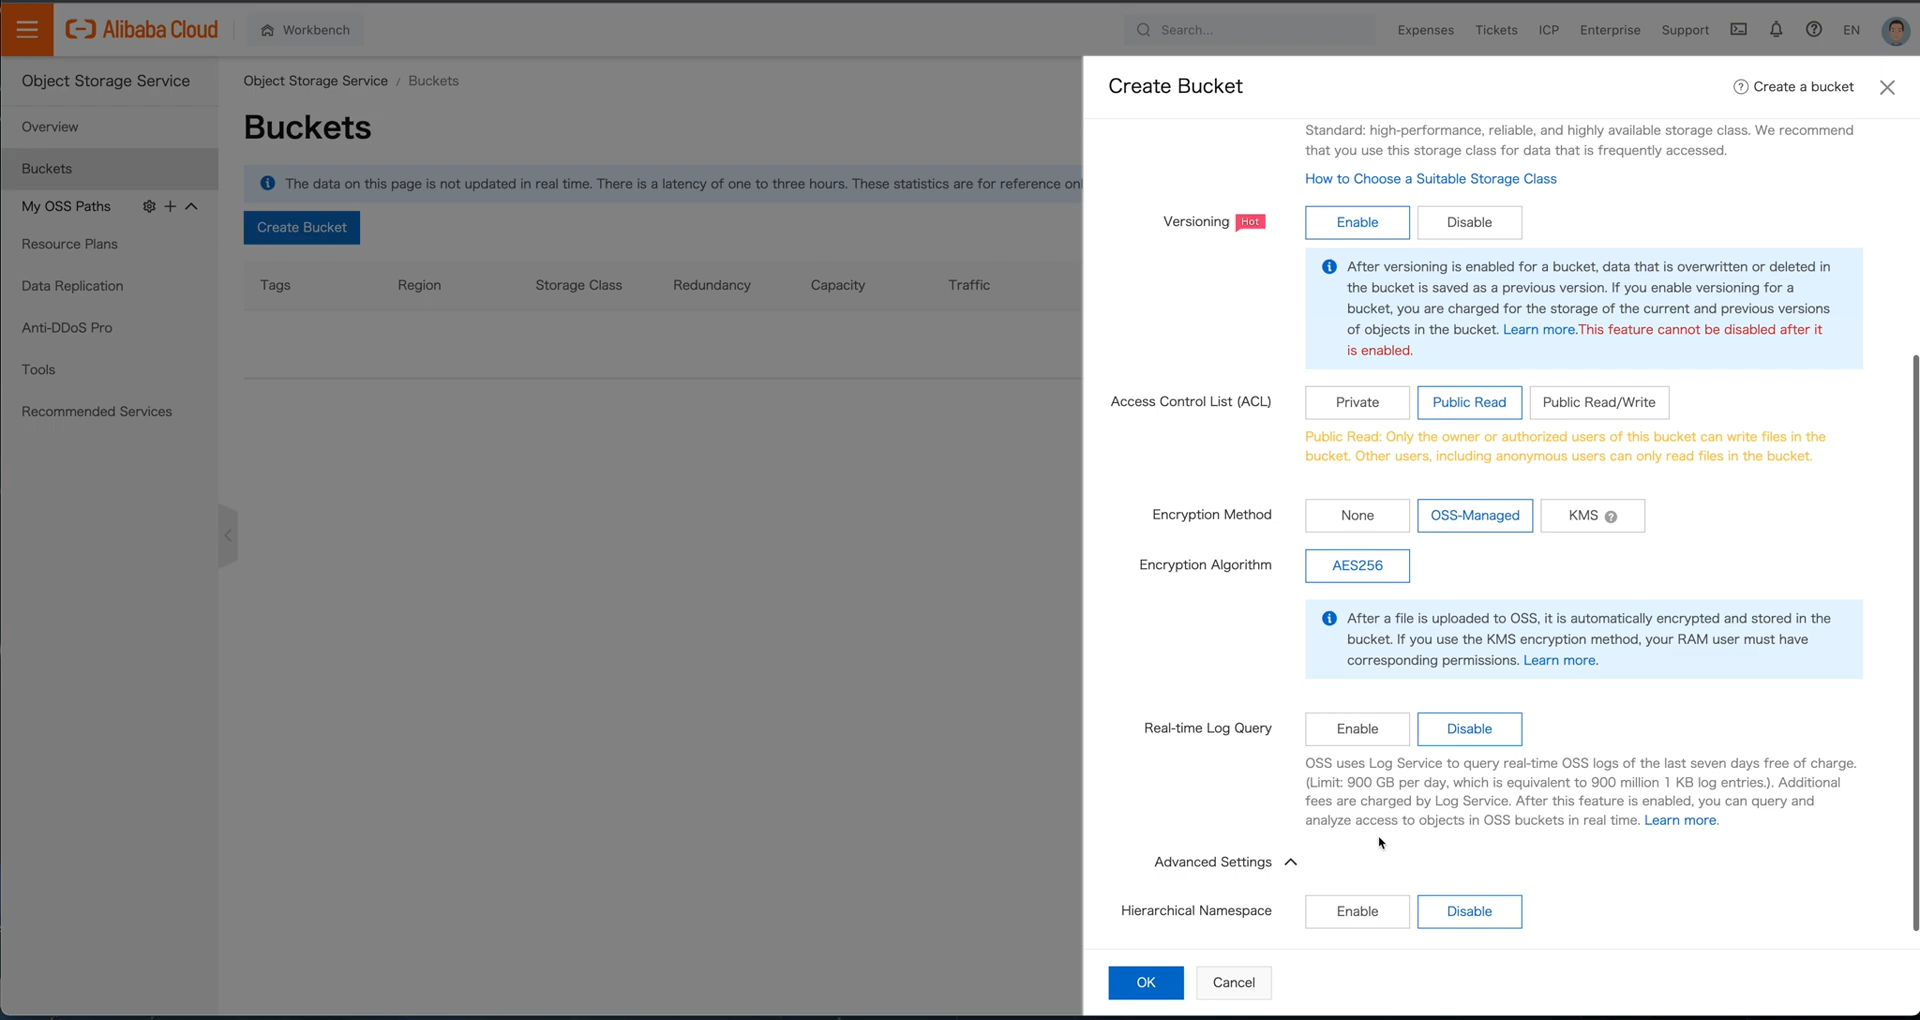 Alibaba Cloud
Workbench
Search...
Expenses
Tickets
ICP
Enterprise
Support
EN
Object Storage Service
Overview
Buckets
My OSS Paths
Resource Plans
Data Replication
Anti-DDoS Pro
Tools
Recommended Services
Object Storage Service / Buckets
Buckets
The data on this page is not updated in real time. There is a latency of one to three hours. These statistics are for reference
Create Bucket
Tags Region Storage Class Redundancy Capacity Traffic
Create Bucket
Create a bucket
Standard: high-performance, reliable, and highly available storage class. We recommend
that you use this storage class for data that is frequently accessed.
How to Choose a Suitable Storage Class
Versioning Hot Enable Disable
After versioning is enabled for a bucket, data that is overwritten or deleted in
the bucket is saved as a previous version. If you enable versioning for a
bucket, you are charged for the storage of the current and previous versions
of objects in the bucket. Learn more.This feature cannot be disabled after it
is enabled.
Access Control List (ACL) Private Public Read Public Read/Write
Public Read: Only the owner or authorized users of this bucket can write files in the
bucket. Other users, including anonymous users can only read files in the bucket.
Encryption Method None OSS-Managed KMS
Encryption Algorithm AES256
After a file is uploaded to OSS, it is automatically encrypted and stored in the
bucket. If you use the KMS encryption method, your RAM user must have
corresponding permissions. Learn more.
Real-time Log Query Enable Disable
OSS uses Log Service to query real-time OSS logs of the last seven days free of charge.
(Limit: 900 GB per day, which is equivalent to 900 million 1 KB log entries.). Additional
fees are charged by Log Service. After this feature is enabled, you can query and
analyze access to objects in OSS buckets in real time. Learn more.
Advanced Settings
Hierarchical Namespace Enable Disable
OK Cancel